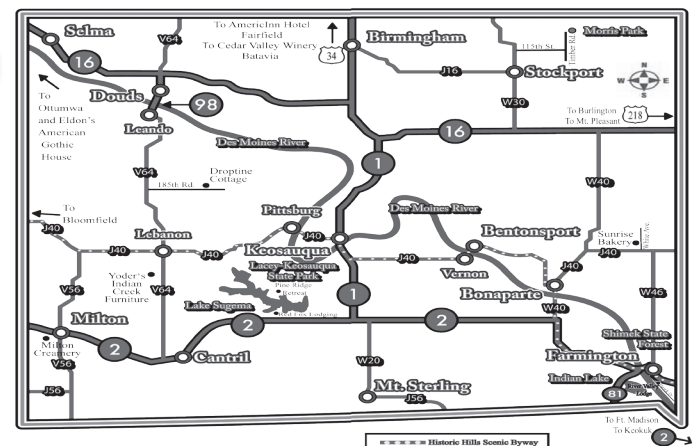 Selma
V64
To AmericInn Hotel
Fairfield
To Cedar Valley Winery
Batavia
34
Birmingham
115th St.
Timber Rd.
Morris Park
16
J16
Stockport
N
W E
S
Douds
98
To
Ottumwa
and Eldon's
American
Gothic
House
Leando
W30
To Burlington
To Mt. Pleasant
218
Des Moines River
16
1
V64
185th Rd.
Droptine
Cottage
W40
To
Bloomfield
Pittsburg
Des Moines River
J40
Lebanon
J40
J40
J40
Keosauqua
Bentonsport
Sunrise
Bakery
White Ave.
J40
J40
J40
Vernon
Lacey-Keosauqua
State Park
Pine Ridge
Retreat
Yoder's
Indian
Creek
Furniture
V56
V64
Lake Sugema
Red Fox Lodging
1
Bonaparte
W40
W46
Milton
2
2
2
Milton
Creamery
V56
Cantril
W20
Shimek State
Forest
Farmington
Indian Lake
River Valley
Lodge
81
J56
Mt. Sterling
J56
To Ft. Madison
To Keokuk
2
Historic Hills Scenic Byway